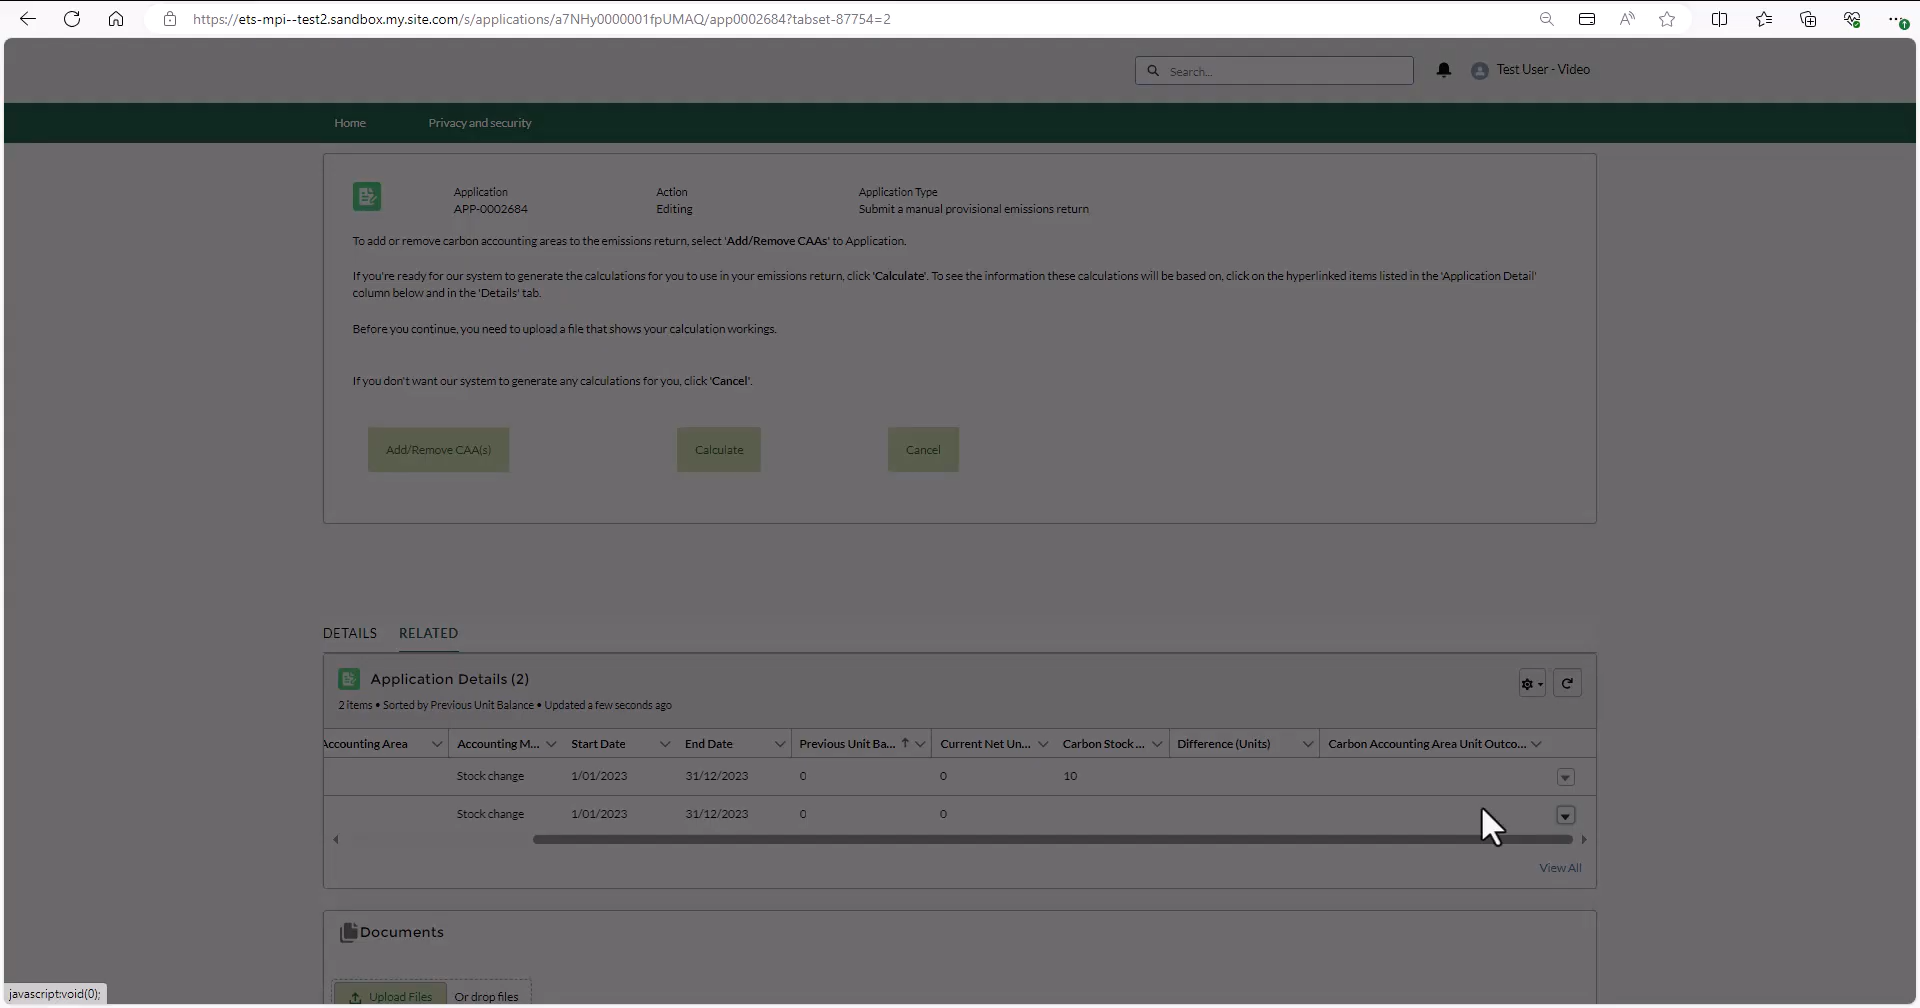 https://ets-mpi--test2.sandbox.my.site.com/s/applications/a7NHy0000001fpUMAQ/app0002684?tabset-87754=2
Search...
Test User - Video
Home
Privacy and security
Application
Action
Application Type
APP-0002684
Editing
Submit a manual provisional emissions return
To add or remove carbon accounting areas to the emissions return, select 'Add/Remove CAAs' to Application.
If you're ready for our system to generate the calculations for you to use in your emissions return, click 'Calculate'. To see the information these calculations will be based on, click on the hyperlinked items listed in the 'Application Detail'
column below and in the 'Details' tab.
Before you continue, you need to upload a file that shows your calculation workings.
If you don't want our system to generate any calculations for you, click 'Cancel'.
Add/Remove CAA(s)
Calculate
Cancel
DETAILS
RELATED
Application Details (2)
2 items • Sorted by Previous Unit Balance • Updated a few seconds ago
Accounting Area
Accounting M...
Start Date
End Date
Previous Unit Ba...
Current Net Un...
Carbon Stock ...
Difference (Units)
Carbon Accounting Area Unit Outco...
Stock change
1/01/2023
31/12/2023
0
0
10
Stock change
1/01/2023
31/12/2023
0
0
View All
Documents
Upload Files
Or drop files
javascript:void(0);